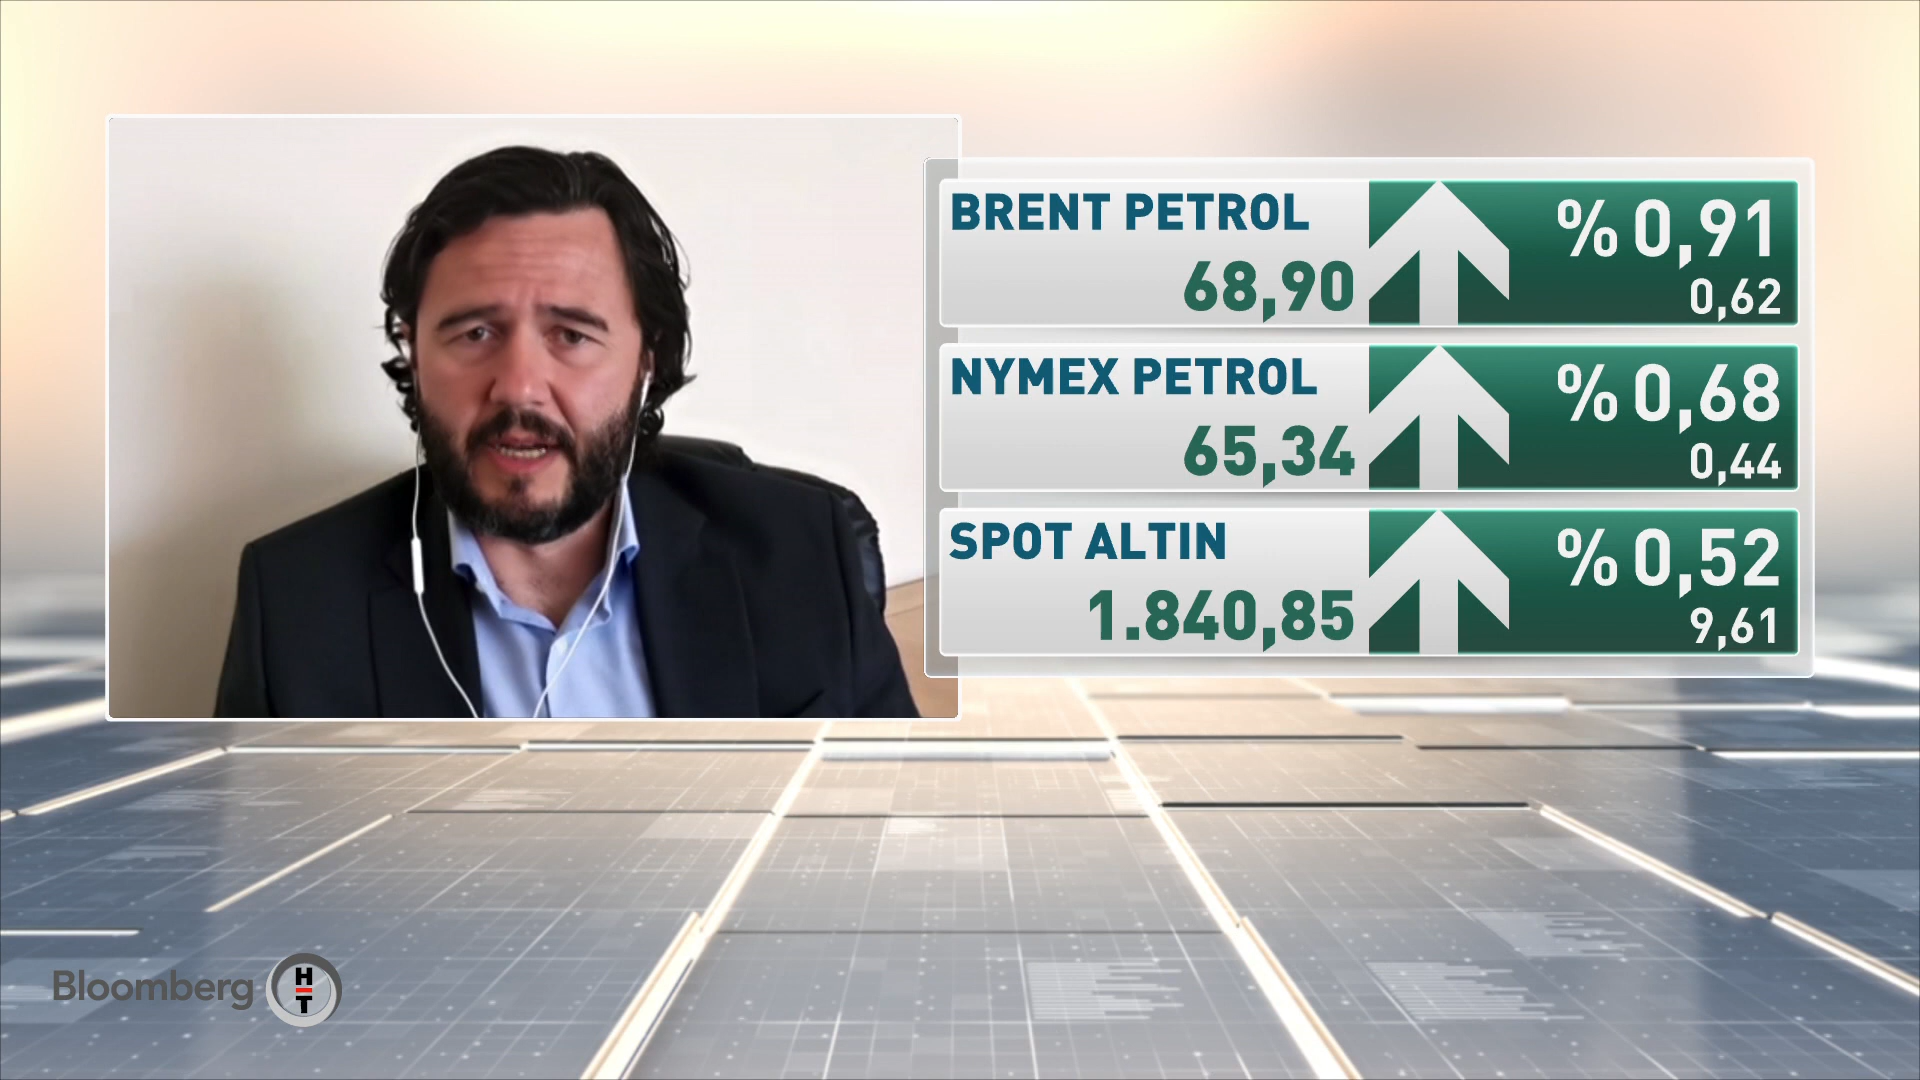 BRENT PETROL
68,90
% 0,91
0,62
NYMEX PETROL
65,34
% 0,68
0,44
SPOT ALTIN
1.840,85
% 0,52
9,61
Bloomberg HT